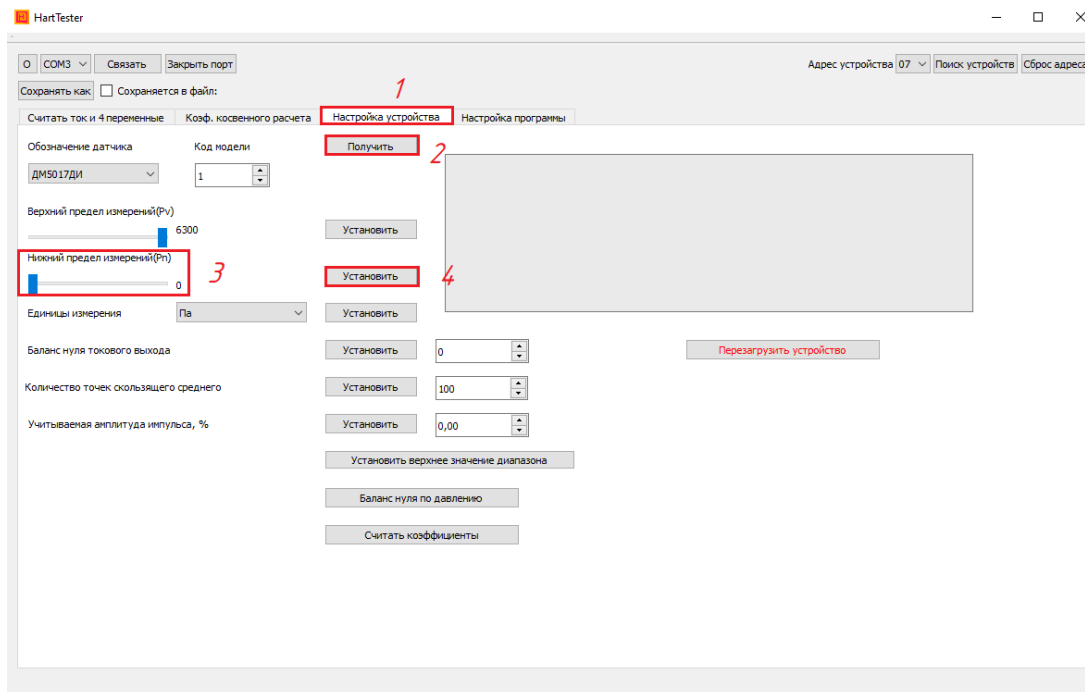 HartTester
О COM3 Связать Закрыть порт Адрес устройства 07 Поиск устройств Сброс адреса
Сохранять как Сохраняется в файл:
1
Считать ток и 4 переменные Коэф. косвенного расчета Настройка устройства Настройка программы
Обозначение датчика Код модели Получить 2
ДМ5017ДИ 1
Верхний предел измерений(Pv)
6300 Установить
Нижний предел измерений(Pn) 3
0 Установить 4
Единицы измерения Па Установить
Баланс нуля токового выхода Установить 0 Перезагрузить устройство
Количество точек скользящего среднего Установить 100
Учитываемая амплитуда импульса, % Установить 0,00
Установить верхнее значение диапазона
Баланс нуля по давлению
Считать коэффициенты